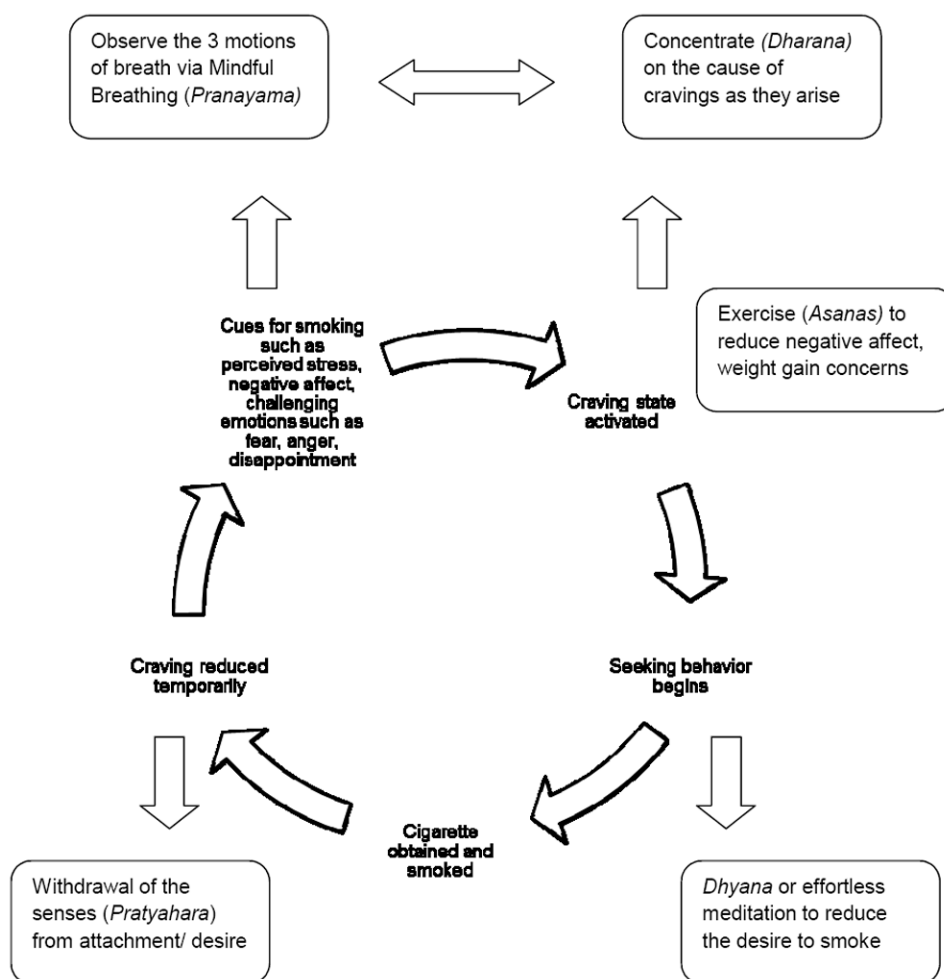 Observe the 3 motions
of breath via Mindful
Breathing (Pranayama)
Concentrate (Dharana)
on the cause of
cravings as they arise
Cues for smoking
such as
perceived stress,
negative affect,
challenging
emotions such as
fear, anger,
disappointment
Craving state
activated
Exercise (Asanas) to
reduce negative affect,
weight gain concerns
Craving reduced
temporarily
Seeking behavior
begins
Cigarette
obtained and
smoked
Withdrawal of the
senses (Pratyahara)
from attachment/ desire
Dhyana or effortless
meditation to reduce
the desire to smoke